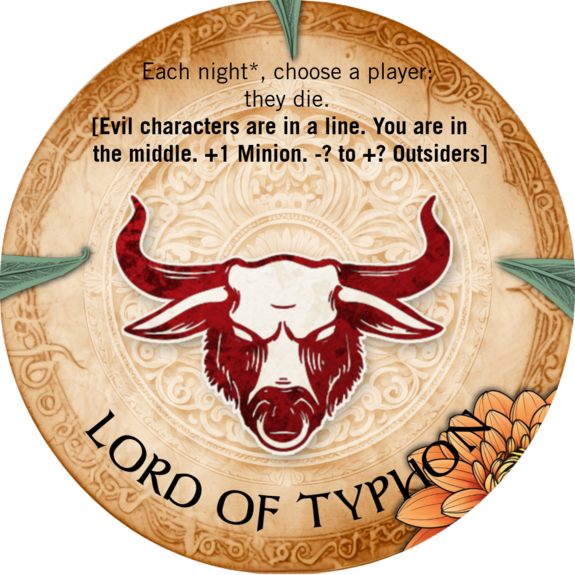 Each night*, choose a player:
they die.
[Evil characters are in a line. You are in
the middle. +1 Minion. -? to +? Outsiders]
LORD OF TYPHON